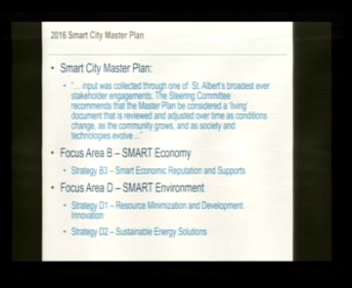 2016 Smart City Master Plan
• Smart City Master Plan:
• "... input was collected through one of St. Albert's broadest ever
stakeholder engagements. The Steering Committee
recommends that the Master Plan be considered a 'living'
document that is reviewed and adjusted over time as conditions
change, as the community grows, and as society and
technologies evolve ..."
• Focus Area B – SMART Economy
• Strategy B3 – Smart Economic Reputation and Supports
• Focus Area D – SMART Environment
• Strategy D1 – Resource Minimization and Development
Innovation
• Strategy D2 – Sustainable Energy Solutions